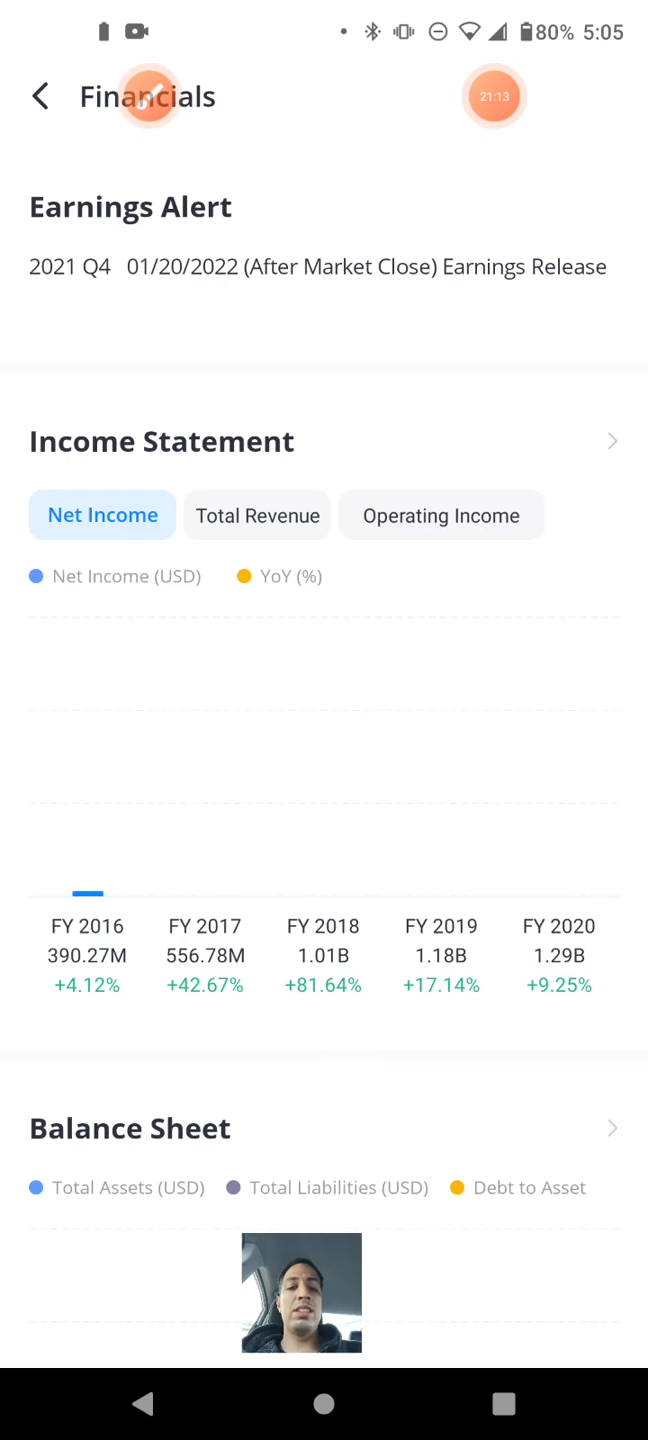 80% 5:05
Financials
21:13
Earnings Alert
2021 Q4 01/20/2022 (After Market Close) Earnings Release
Income Statement
Net Income Total Revenue Operating Income
Net Income (USD) YoY (%)
FY 2016 FY 2017 FY 2018 FY 2019 FY 2020
390.27M 556.78M 1.01B 1.18B 1.29B
+4.12% +42.67% +81.64% +17.14% +9.25%
Balance Sheet
Total Assets (USD) Total Liabilities (USD) Debt to Asset